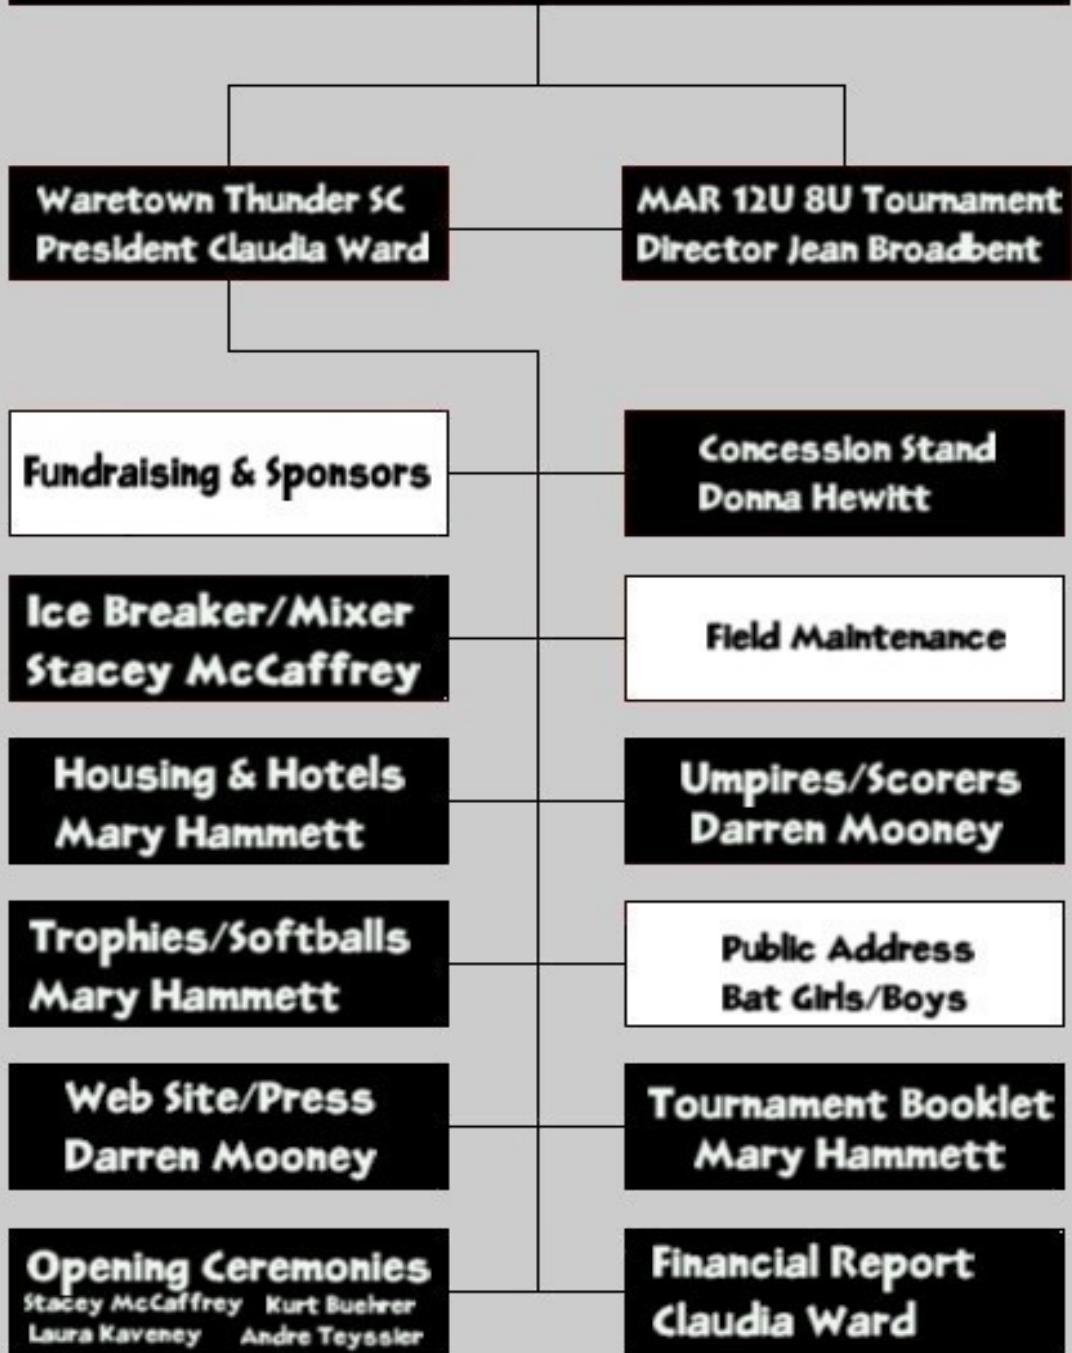 Waretown Thunder SC
President Claudia Ward
MAR 12U 8U Tournament
Director Jean Broadbent
Fundraising & Sponsors
Concession Stand
Donna Hewitt
Ice Breaker/Mixer
Stacey McCaffrey
Field Maintenance
Housing & Hotels
Mary Hammett
Umpires/Scorers
Darren Mooney
Trophies/Softballs
Mary Hammett
Public Address
Bat Girls/Boys
Web Site/Press
Darren Mooney
Tournament Booklet
Mary Hammett
Opening Ceremonies
Stacey McCaffrey Kurt Buehrer
Laura Kaveney Andre Teyssier
Financial Report
Claudia Ward